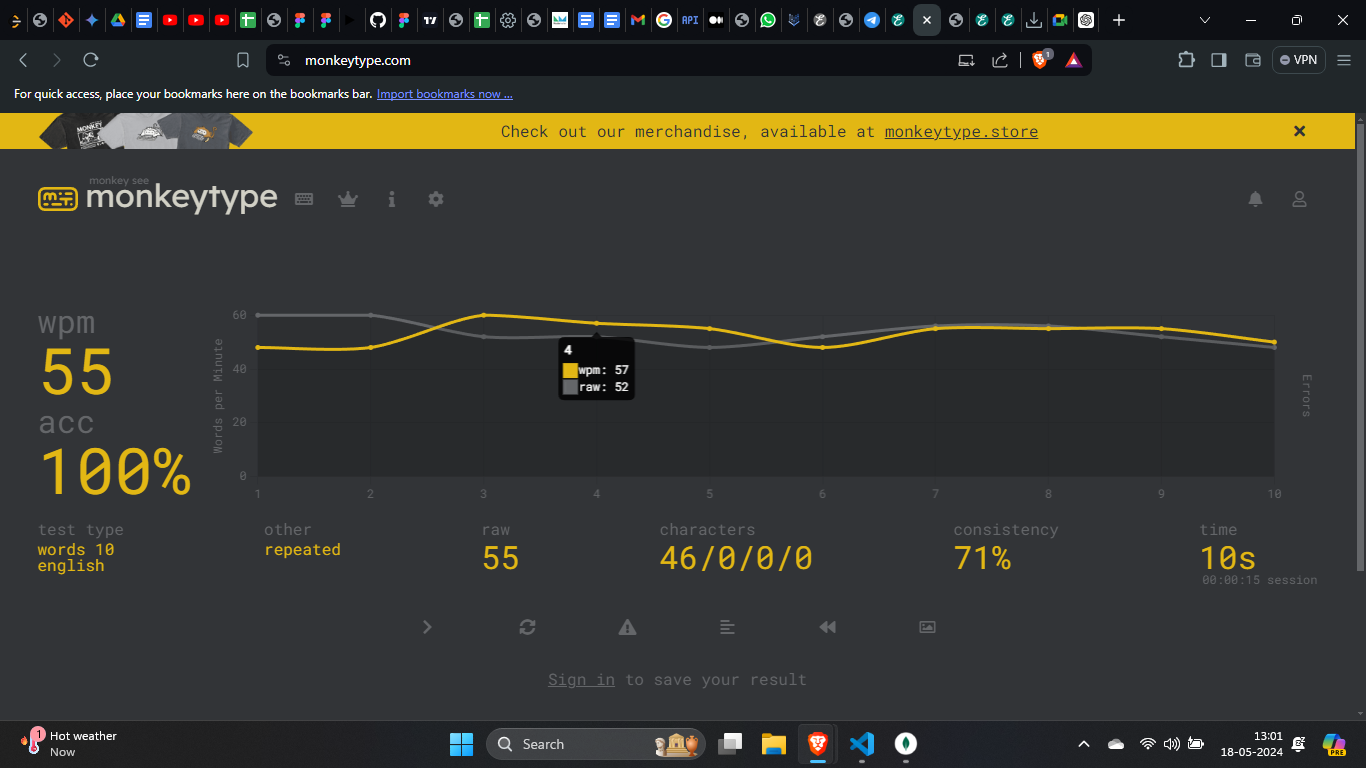 monkeytype.com
VPN
For quick access, place your bookmarks here on the bookmarks bar. Import bookmarks now ...
Check out our merchandise, available at monkeytype.store
monkey see
monkeytype
wpm
55
acc
100%
Words per Minute
60
40
20
0
4
wpm: 57
raw: 52
Errors
1 2 3 4 5 6 7 8 9 10
test type
words 10
english
other
repeated
raw
55
characters
46/0/0/0
consistency
71%
time
10s
00:00:15 session
Sign in to save your result
1
Hot weather
Now
Search
13:01
18-05-2024
PRE